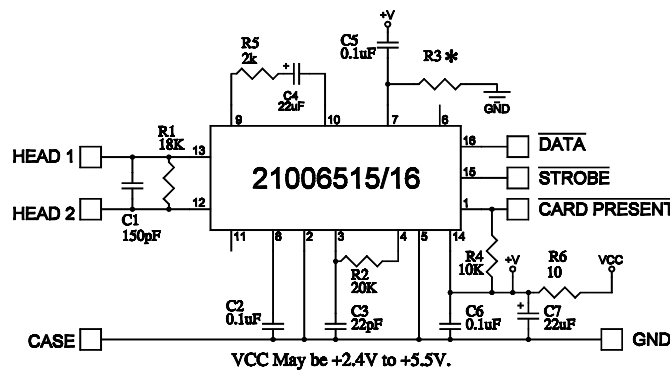 +V
C5
0.1uF
R3*
GND
R5
2k
+
C4
22uF
9
10
7
6
HEAD 1
R1
18K
13
16
DATA
21006515/16
15
STROBE
HEAD 2
12
1
CARD PRESENT
C1
150pF
11
8
2
3
4
5
14
R2
20K
R4
10K
+V
R6
10
VCC
C2
0.1uF
C3
22pF
C6
0.1uF
+
C7
22uF
CASE
GND
VCC May be +2.4V to +5.5V.